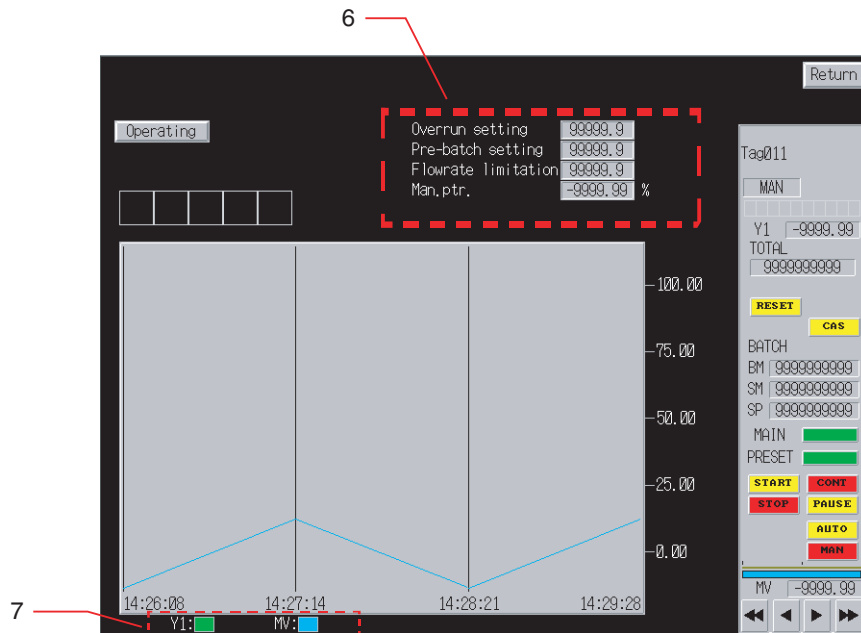 6
Return
Operating
Overrun setting 99999.9
Pre-batch setting 99999.9
Flowrate limitation 99999.9
Man.ptr. -9999.99 %
Tag011
MAN
Y1 -9999.99
TOTAL
9999999999
RESET
CAS
BATCH
BM 9999999999
SM 9999999999
SP 9999999999
MAIN
PRESET
START CONT
STOP PAUSE
AUTO
MAN
MV -9999.99
100.00
75.00
50.00
25.00
0.00
14:26:08 14:27:14 14:28:21 14:29:28
7
Y1: MV: